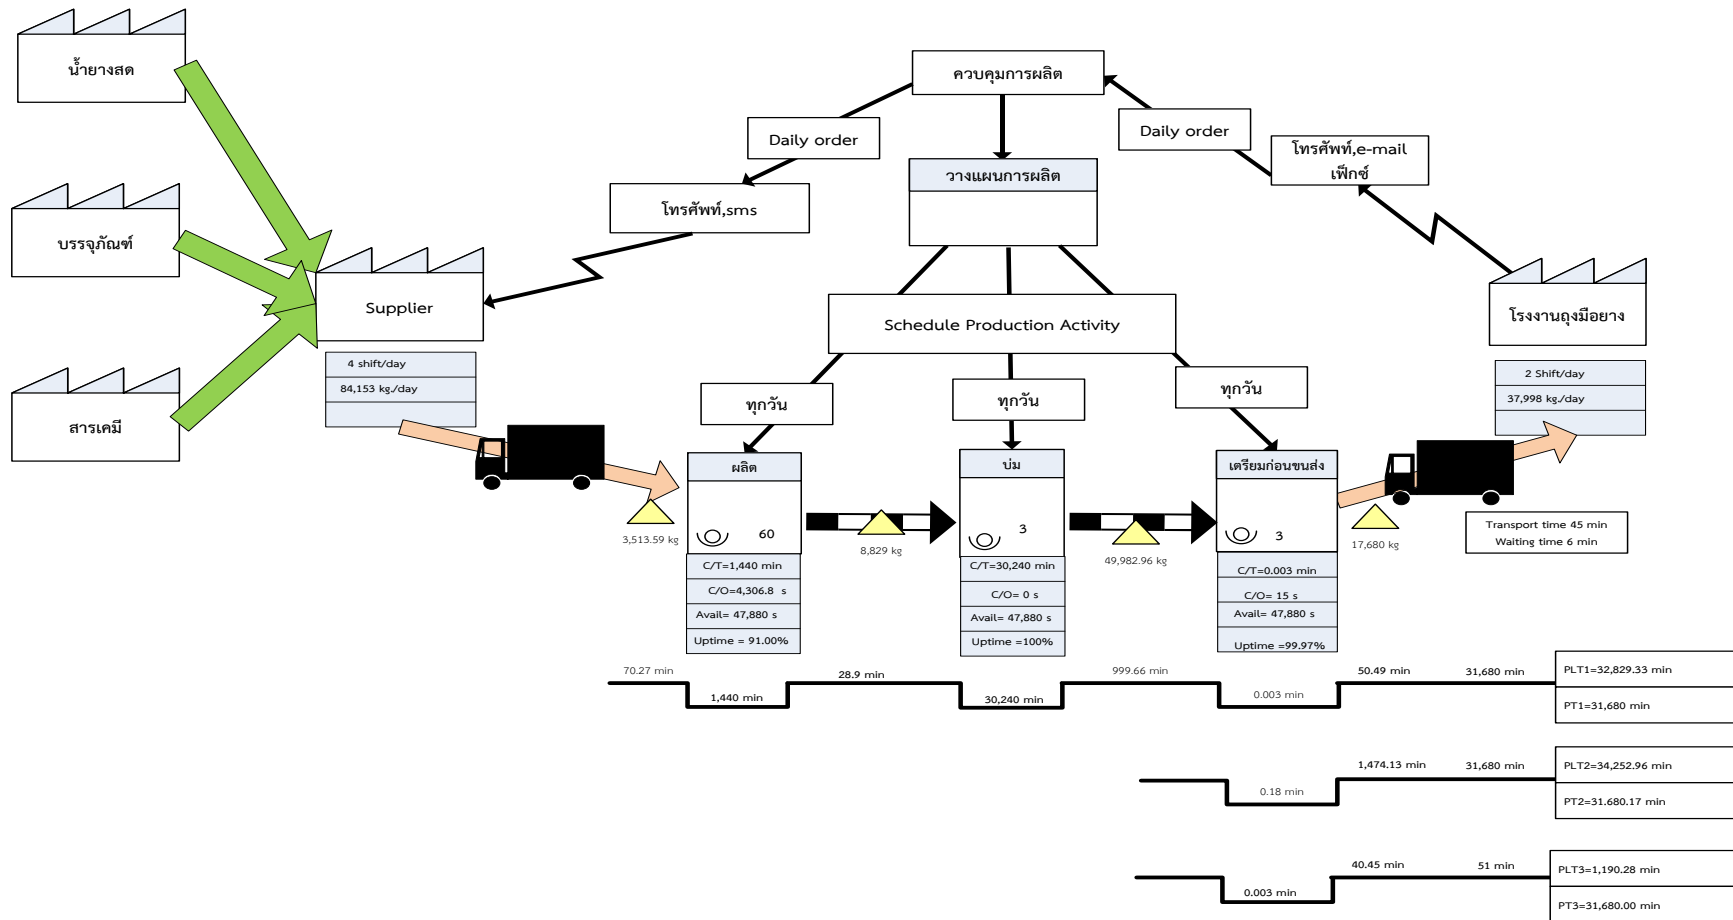 น้ำยางสด
บรรจุภัณฑ์
สารเคมี
Supplier
4 shift/day
84,153 kg./day
โทรศัพท์,sms
Daily order
ควบคุมการผลิต
วางแผนการผลิต
Daily order
โทรศัพท์,e-mail
เฟ็กซ์
โรงงานถุงมือยาง
2 Shift/day
37,998 kg./day
Schedule Production Activity
ทุกวัน
ทุกวัน
ทุกวัน
3,513.59 kg
ผลิต
60
C/T=1,440 min
C/O=4,306.8 s
Avail= 47,880 s
Uptime = 91.00%
8,829 kg
บ่ม
3
C/T=30,240 min
C/O= 0 s
Avail= 47,880 s
Uptime =100%
49,982.96 kg
เตรียมก่อนขนส่ง
3
C/T=0.003 min
C/O= 15 s
Avail= 47,880 s
Uptime =99.97%
17,680 kg
Transport time 45 min
Waiting time 6 min
70.27 min
1,440 min
28.9 min
30,240 min
999.66 min
0.003 min
50.49 min
31,680 min
PLT1=32,829.33 min
PT1=31,680 min
0.18 min
1,474.13 min
31,680 min
PLT2=34,252.96 min
PT2=31.680.17 min
0.003 min
40.45 min
51 min
PLT3=1,190.28 min
PT3=31,680.00 min